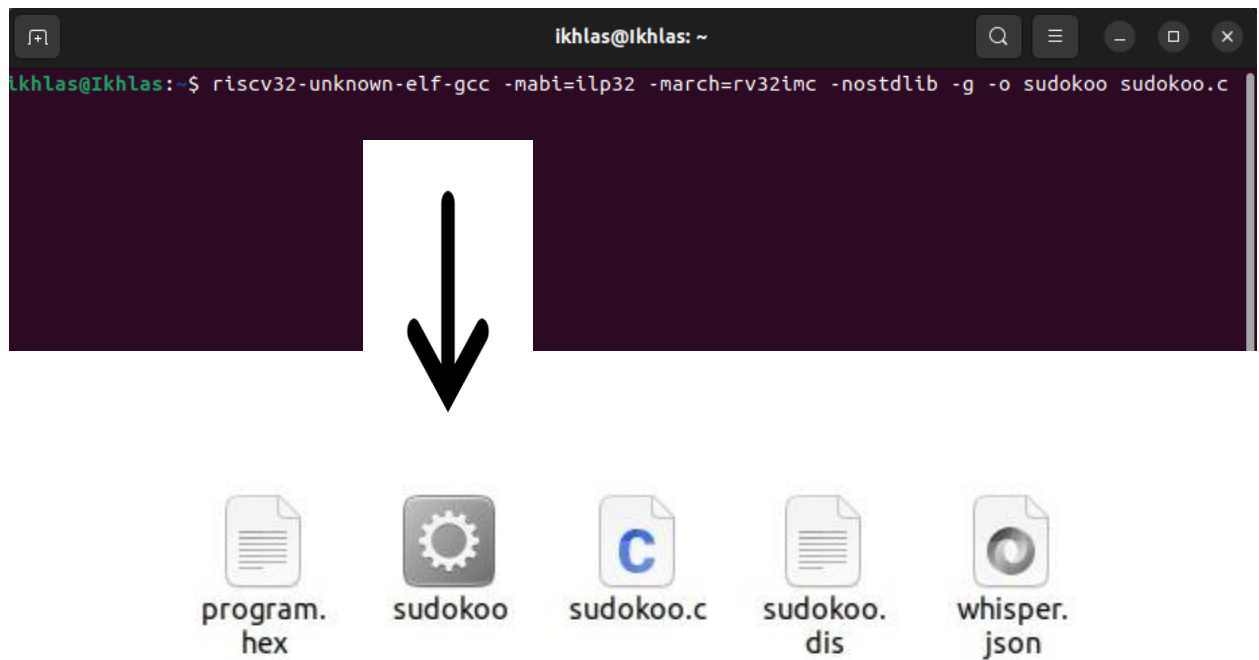 ikhlas@Ikhlas: ~
ikhlas@Ikhlas:~$ riscv32-unknown-elf-gcc -mabi=ilp32 -march=rv32imc -nostdlib -g -o sudokoo sudokoo.c
C
program.
hex
sudokoo
sudokoo.c
sudokoo.
dis
whisper.
json